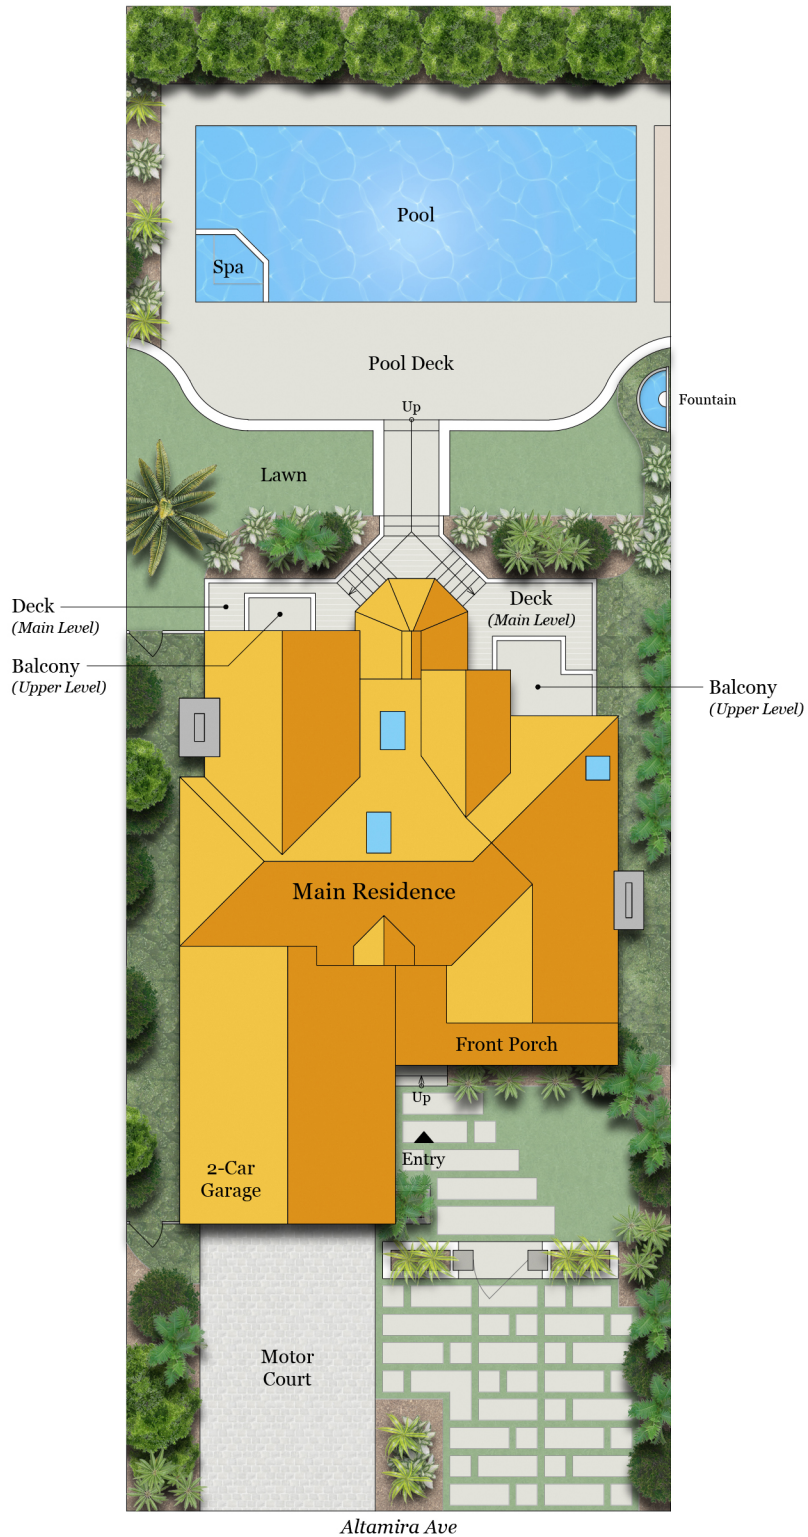 Pool
Spa
Pool Deck
Up
Fountain
Lawn
Deck
(Main Level)
Deck
(Main Level)
Balcony
(Upper Level)
Balcony
(Upper Level)
Main Residence
Front Porch
Up
Entry
2-Car
Garage
Motor
Court
Altamira Ave